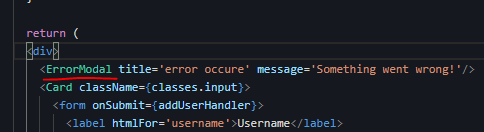 return (
<div>
<ErrorModal title='error occure' message='Something went wrong!'/>
<Card className={classes.input}>
<form onSubmit={addUserHandler}>
<label htmlFor='username'>Username</label>